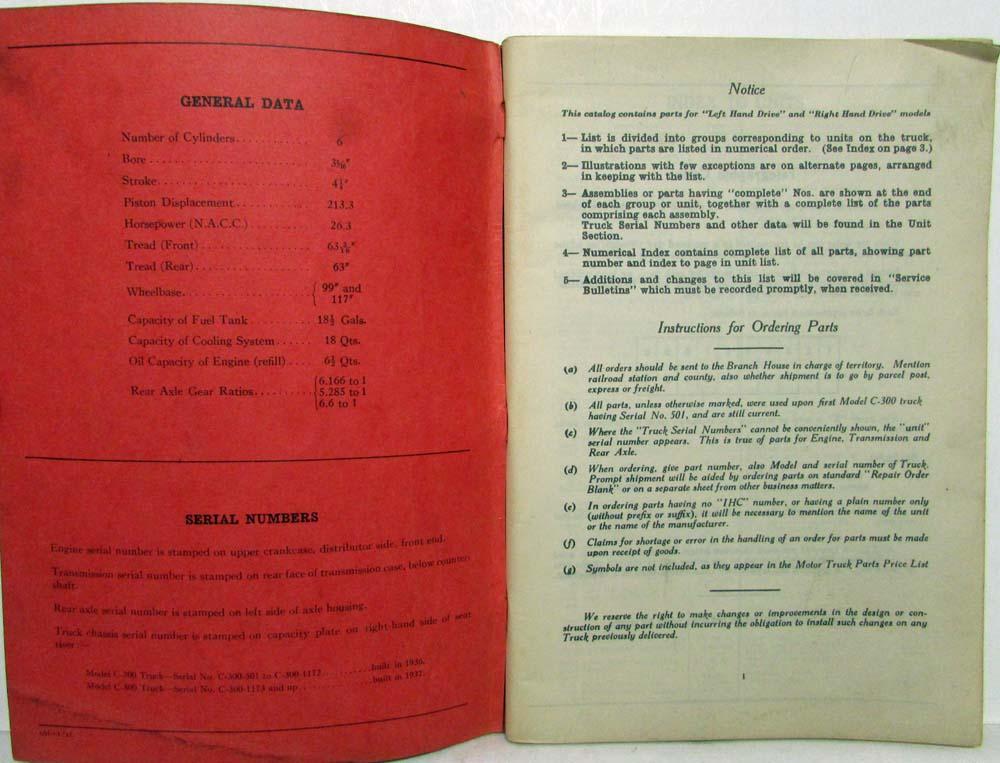 GENERAL DATA
Number of Cylinders............ 6
Bore............ 3 5/16"
Stroke............ 4⅛"
Piston Displacement............ 213.3
Horsepower (N.A.C.C.)............ 26.3
Tread (Front)............ 63 3/16"
Tread (Rear)............ 63"
Wheelbase............ { 99" and
117"
Capacity of Fuel Tank............ 18½ Gals.
Capacity of Cooling System...... 18 Qts.
Oil Capacity of Engine (refill).... 6½ Qts.
Rear Axle Gear Ratios............ { 6.166 to 1
5.285 to 1
6.6 to 1
SERIAL NUMBERS
Engine serial number is stamped on upper crankcase, distributor side, front end.
Transmission serial number is stamped on rear face of transmission case, below counter
shaft.
Rear axle serial number is stamped on left side of axle housing.
Truck chassis serial number is stamped on capacity plate on right-hand side of seat
riser:—
Model C-300 Truck—Serial No. C-300-501 to C-300-1172............built in 1936.
Model C-300 Truck—Serial No. C-300-1173 and up............built in 1937.
Notice
This catalog contains parts for "Left Hand Drive" and "Right Hand Drive" models
1— List is divided into groups corresponding to units on the truck,
in which parts are listed in numerical order. (See Index on page 3.)
2— Illustrations with few exceptions are on alternate pages, arranged
in keeping with the list.
3— Assemblies or parts having "complete" Nos. are shown at the end
of each group or unit, together with a complete list of the parts
comprising each assembly.
Truck Serial Numbers and other data will be found in the Unit
Section.
4— Numerical Index contains complete list of all parts, showing part
number and index to page in unit list.
5— Additions and changes to this list will be covered in "Service
Bulletins" which must be recorded promptly, when received.
Instructions for Ordering Parts
(a) All orders should be sent to the Branch House in charge of territory. Mention
railroad station and county, also whether shipment is to go by parcel post,
express or freight.
(b) All parts, unless otherwise marked, were used upon first Model C-300 truck
having Serial No. 501, and are still current.
(c) Where the "Truck Serial Numbers" cannot be conveniently shown, the "unit"
serial number appears. This is true of parts for Engine, Transmission and
Rear Axle.
(d) When ordering, give part number, also Model and serial number of Truck.
Prompt shipment will be aided by ordering parts on standard "Repair Order
Blank" or on a separate sheet from other business matters.
(e) In ordering parts having no "IHC" number, or having a plain number only
(without prefix or suffix), it will be necessary to mention the name of the unit
or the name of the manufacturer.
(f) Claims for shortage or error in the handling of an order for parts must be made
upon receipt of goods.
(g) Symbols are not included, as they appear in the Motor Truck Parts Price List
We reserve the right to make changes or improvements in the design or con-
struction of any part without incurring the obligation to install such changes on any
Truck previously delivered.
1